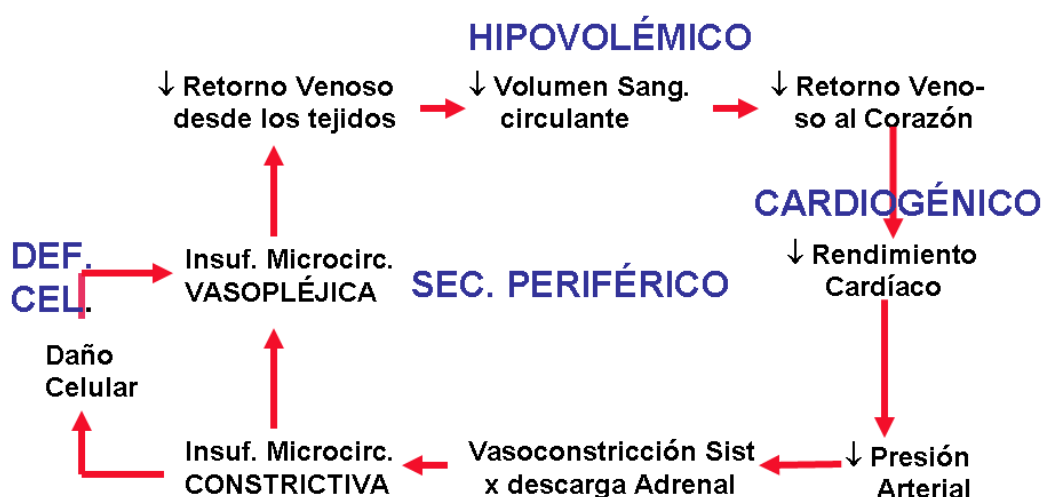 HIPOVOLÉMICO
↓ Retorno Venoso
desde los tejidos
↓ Volumen Sang.
circulante
↓ Retorno Veno-
so al Corazón
CARDIOGÉNICO
↓ Rendimiento
Cardíaco
DEF.
CEL.
Insuf. Microcirc.
VASOPLÉJICA
SEC. PERIFÉRICO
Daño
Celular
Insuf. Microcirc.
CONSTRICTIVA
Vasoconstricción Sist
x descarga Adrenal
↓ Presión
Arterial